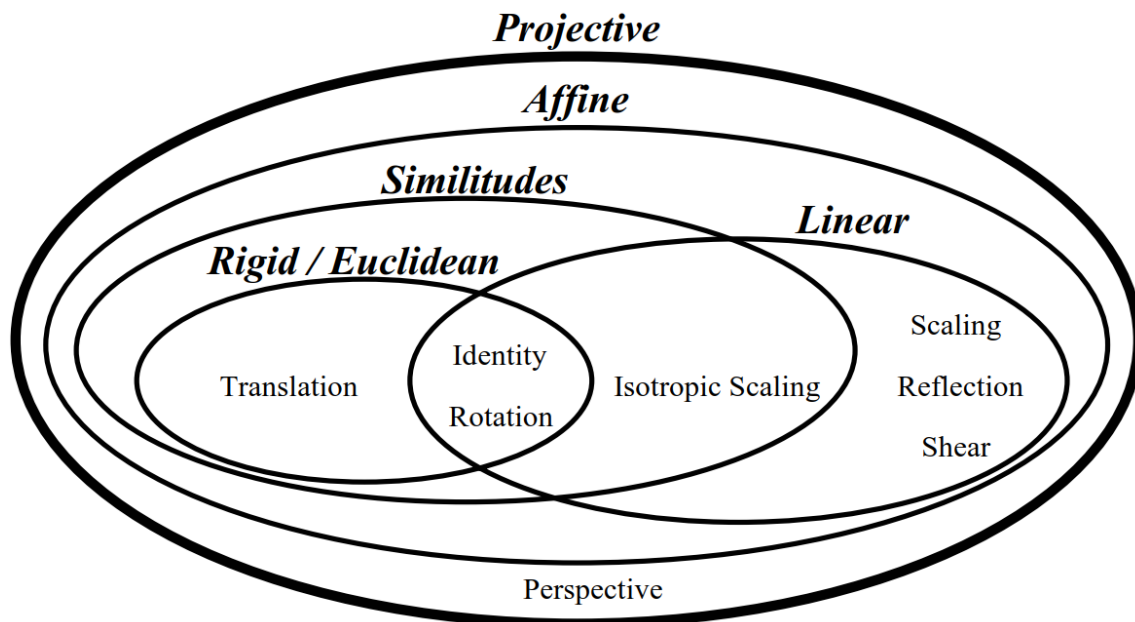 Projective
Affine
Similitudes
Linear
Rigid / Euclidean
Scaling
Identity
Translation
Isotropic Scaling
Reflection
Rotation
Shear
Perspective